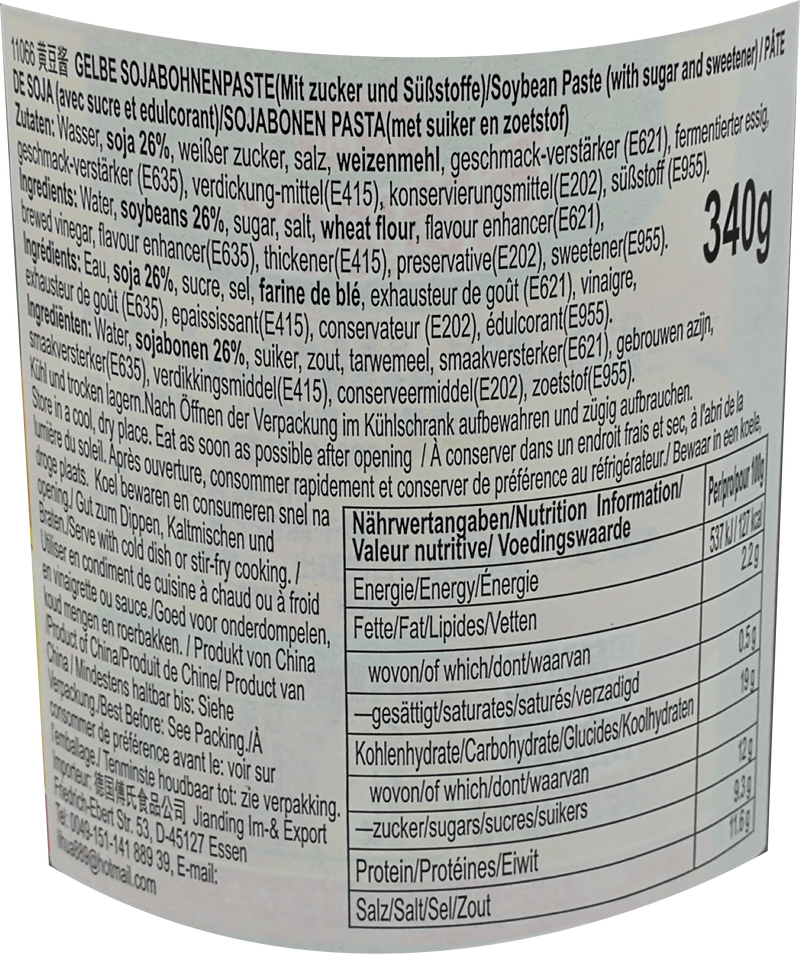 11066 黄豆酱 GELBE SOJABOHNENPASTE(Mit zucker und Süßstoffe)/Soybean Paste (with sugar and sweetener) / PÂTE
DE SOJA (avec sucre et edulcorant)/SOJABONEN PASTA(met suiker en zoetstof)
Zutaten: Wasser, soja 26%, weißer zucker, salz, weizenmehl, geschmack-verstärker (E621), fermentierter essig,
geschmack-verstärker (E635), verdickung-mittel(E415), konservierungsmittel(E202), süßstoff (E955).
Ingredients: Water, soybeans 26%, sugar, salt, wheat flour, flavour enhancer(E621),
brewed vinegar, flavour enhancer(E635), thickener(E415), preservative(E202), sweetener(E955).
340g
Ingrédients: Eau, soja 26%, sucre, sel, farine de blé, exhausteur de goût (E621), vinaigre,
exhausteur de goût (E635), epaississant(E415), conservateur (E202), édulcorant(E955).
Ingrediënten: Water, sojabonen 26%, suiker, zout, tarwemeel, smaakversterker(E621), gebrouwen azijn,
smaakversterker(E635), verdikkingsmiddel(E415), conserveermiddel(E202), zoetstof(E955).
Kühl und trocken lagern.Nach Öffnen der Verpackung im Kühlschrank aufbewahren und zügig aufbrauchen.
Store in a cool, dry place. Eat as soon as possible after opening / À conserver dans un endroit frais et sec, à l'abri de la
lumière du soleil. Après ouverture, consommer rapidement et conserver de préférence au réfrigérateur./ Bewaar in een koele,
droge plaats. Koel bewaren en consumeren snel na
opening./ Gut zum Dippen, Kaltmischen und
Braten./Serve with cold dish or stir-fry cooking. /
Utiliser en condiment de cuisine à chaud ou à froid
en vinaigrette ou sauce./Goed voor onderdompelen,
koud mengen en roerbakken. / Produkt von China
/Product of China/Produit de Chine/ Product van
China / Mindestens haltbar bis: Siehe
Verpackung./Best Before: See Packing./À
consommer de préférence avant le: voir sur
l'emballage./ Tenminste houdbaar tot: zie verpakking.
Importeur: 德国傅氏食品公司 Jianding Im-& Export
Friedrich-Ebert Str. 53, D-45127 Essen
Tel: 0049-151-141 889 39, E-mail:
lihua889@hotmail.com
Nährwertangaben/Nutrition Information/ Per/pro/pour 100g
Valeur nutritive/ Voedingswaarde
Energie/Energy/Énergie 537 kJ / 127 kcal
Fette/Fat/Lipides/Vetten 2.2g
wovon/of which/dont/waarvan
—gesättigt/saturates/saturés/verzadigd 0.5 g
Kohlenhydrate/Carbohydrate/Glucides/Koolhydraten 19 g
wovon/of which/dont/waarvan
—zucker/sugars/sucres/suikers 12 g
Protein/Protéines/Eiwit 9.3 g
Salz/Salt/Sel/Zout 11.6 g